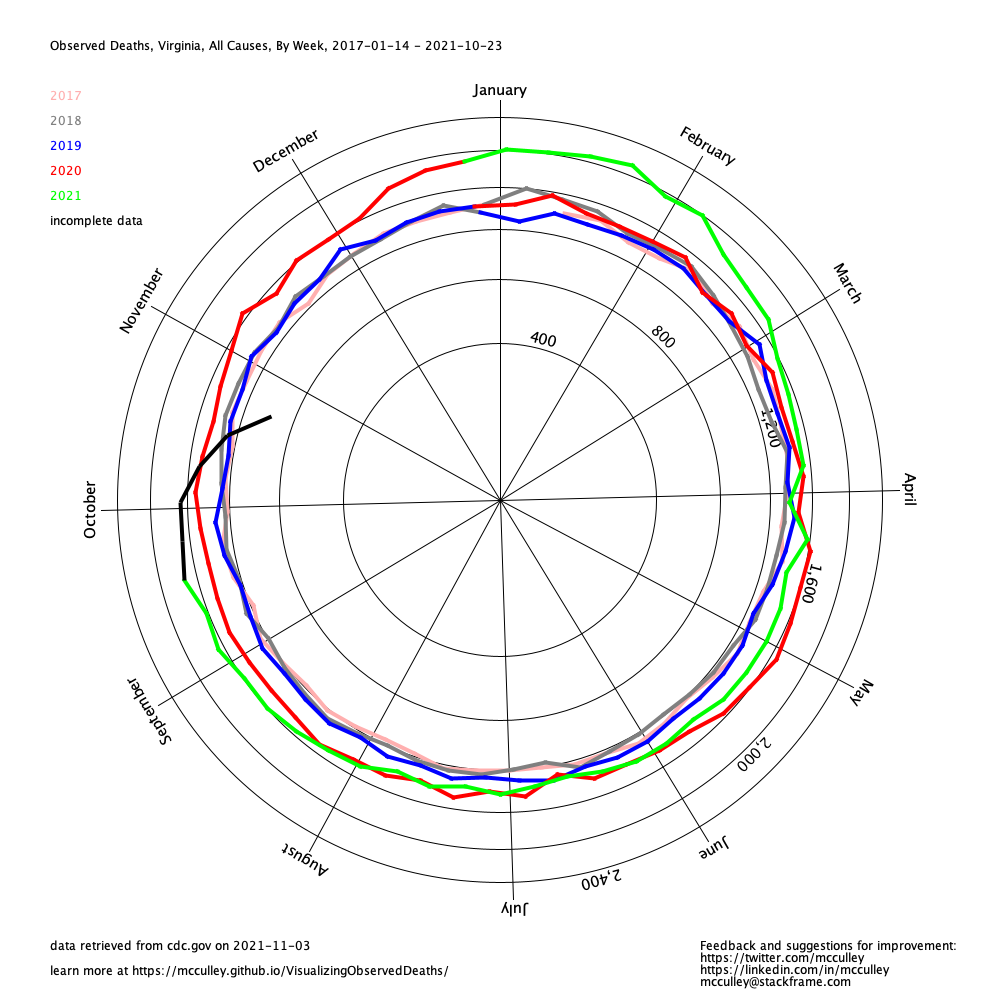 Observed Deaths, Virginia, All Causes, By Week, 2017-01-14 - 2021-10-23
2017
2018
2019
2020
2021
incomplete data
January
February
March
April
May
June
July
August
September
October
November
December
400
800
1,200
1,600
2,000
2,400
data retrieved from cdc.gov on 2021-11-03
learn more at https://mcculley.github.io/VisualizingObservedDeaths/
Feedback and suggestions for improvement:
https://twitter.com/mcculley
https://linkedin.com/in/mcculley
mcculley@stackframe.com